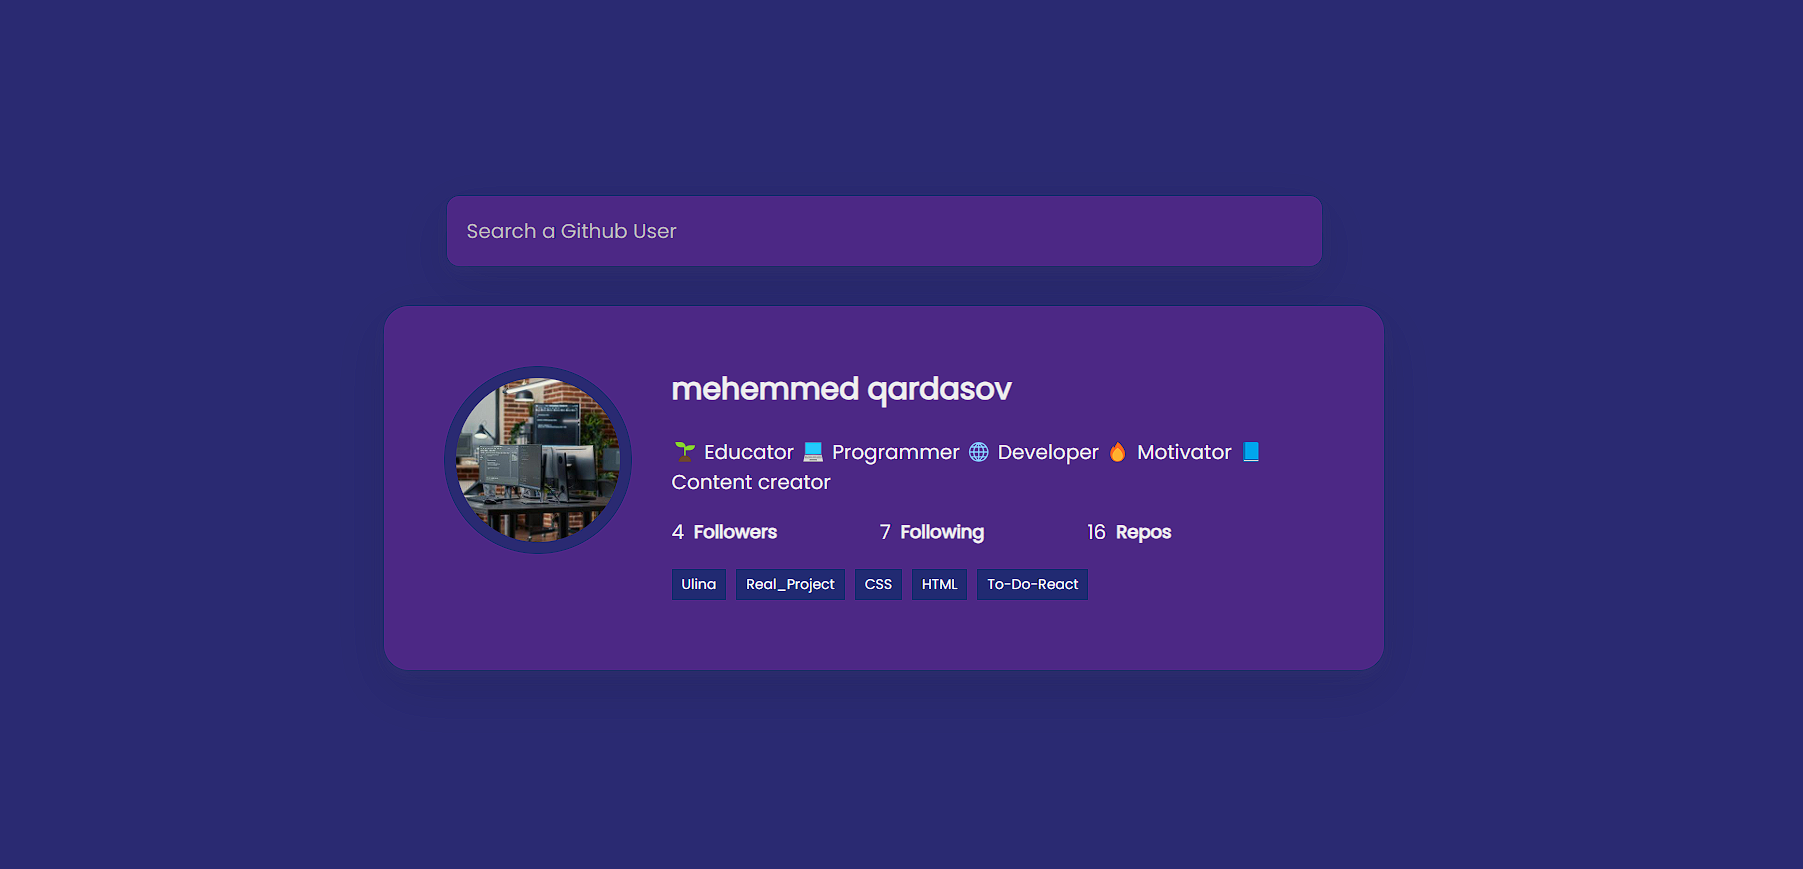 Search a Github User
mehemmed qardasov
🌱 Educator 💻 Programmer 🌐 Developer 🔥 Motivator 📘
Content creator
4 Followers 7 Following 16 Repos
Ulina Real_Project CSS HTML To-Do-React